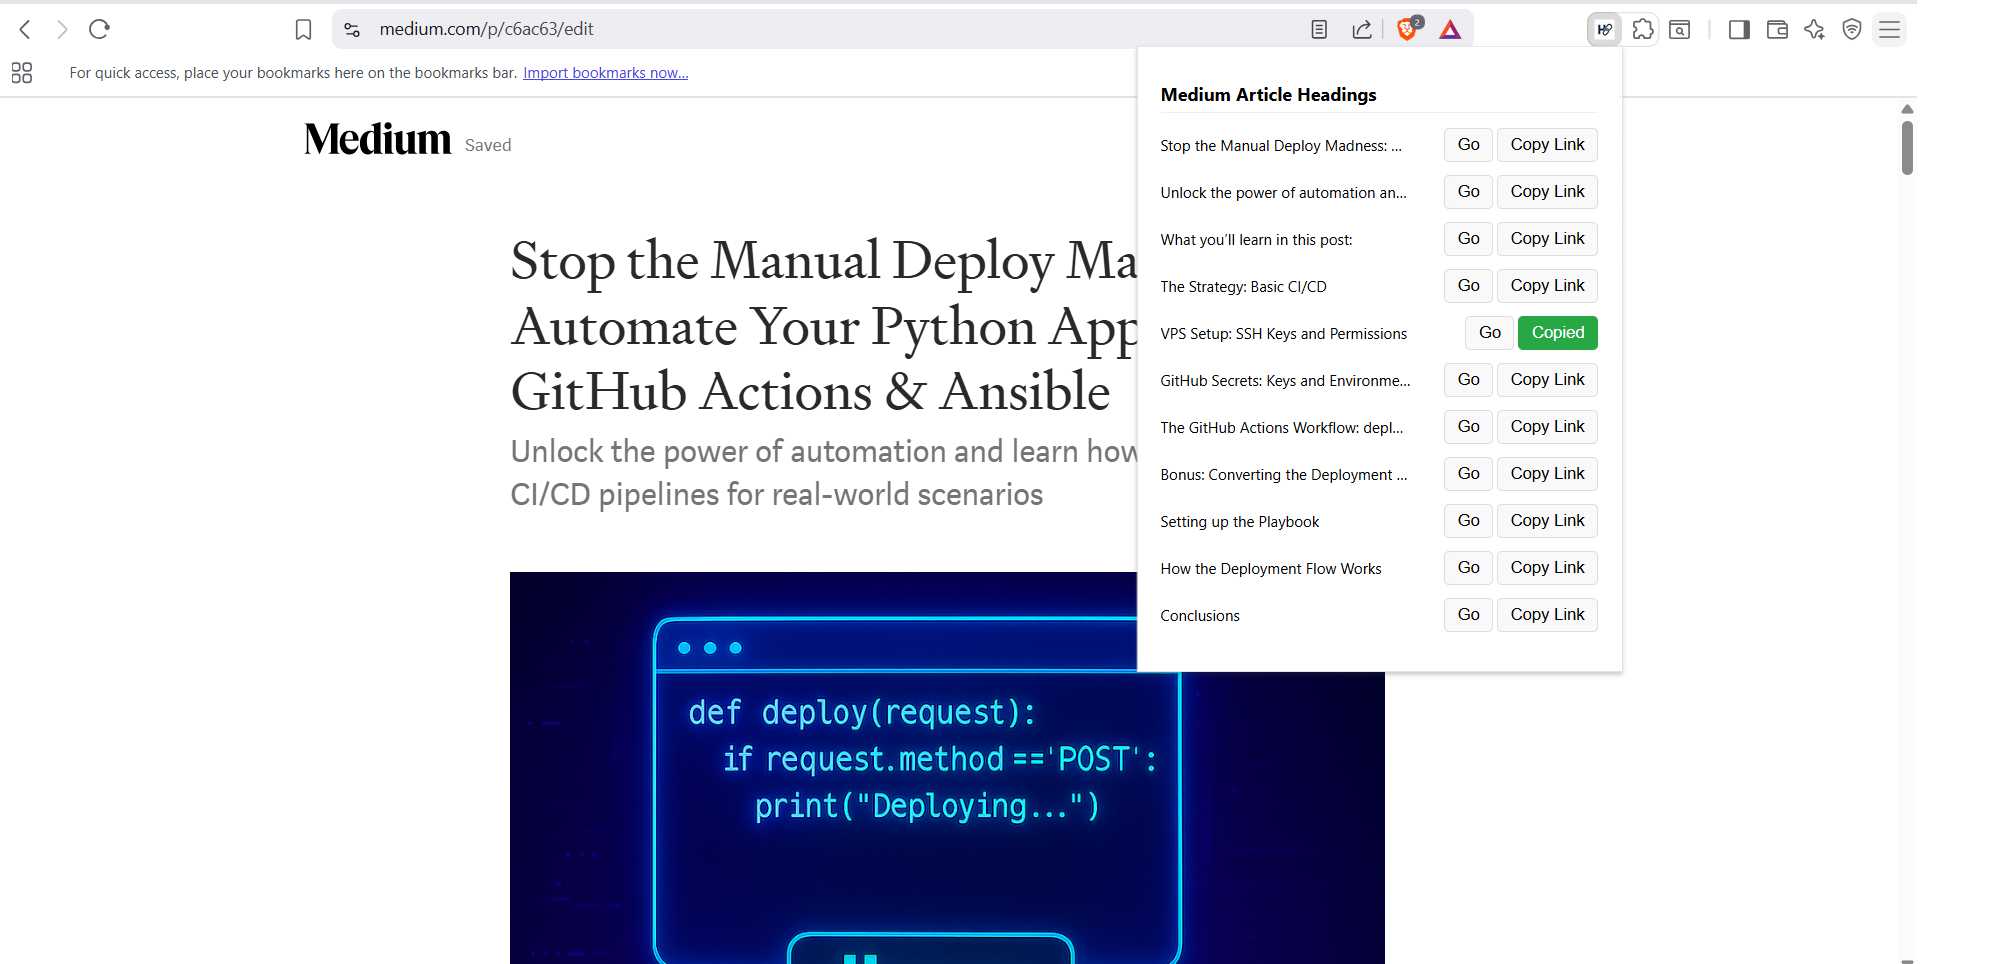 medium.com/p/c6ac63/edit
2
H
For quick access, place your bookmarks here on the bookmarks bar. Import bookmarks now...
Medium Saved
Stop the Manual Deploy Ma
Automate Your Python App
GitHub Actions & Ansible
Unlock the power of automation and learn how
CI/CD pipelines for real-world scenarios
def deploy(request):
if request.method =='POST':
print("Deploying...")
Medium Article Headings
Stop the Manual Deploy Madness: ... Go Copy Link
Unlock the power of automation an... Go Copy Link
What you’ll learn in this post: Go Copy Link
The Strategy: Basic CI/CD Go Copy Link
VPS Setup: SSH Keys and Permissions Go Copied
GitHub Secrets: Keys and Environme... Go Copy Link
The GitHub Actions Workflow: depl... Go Copy Link
Bonus: Converting the Deployment ... Go Copy Link
Setting up the Playbook Go Copy Link
How the Deployment Flow Works Go Copy Link
Conclusions Go Copy Link